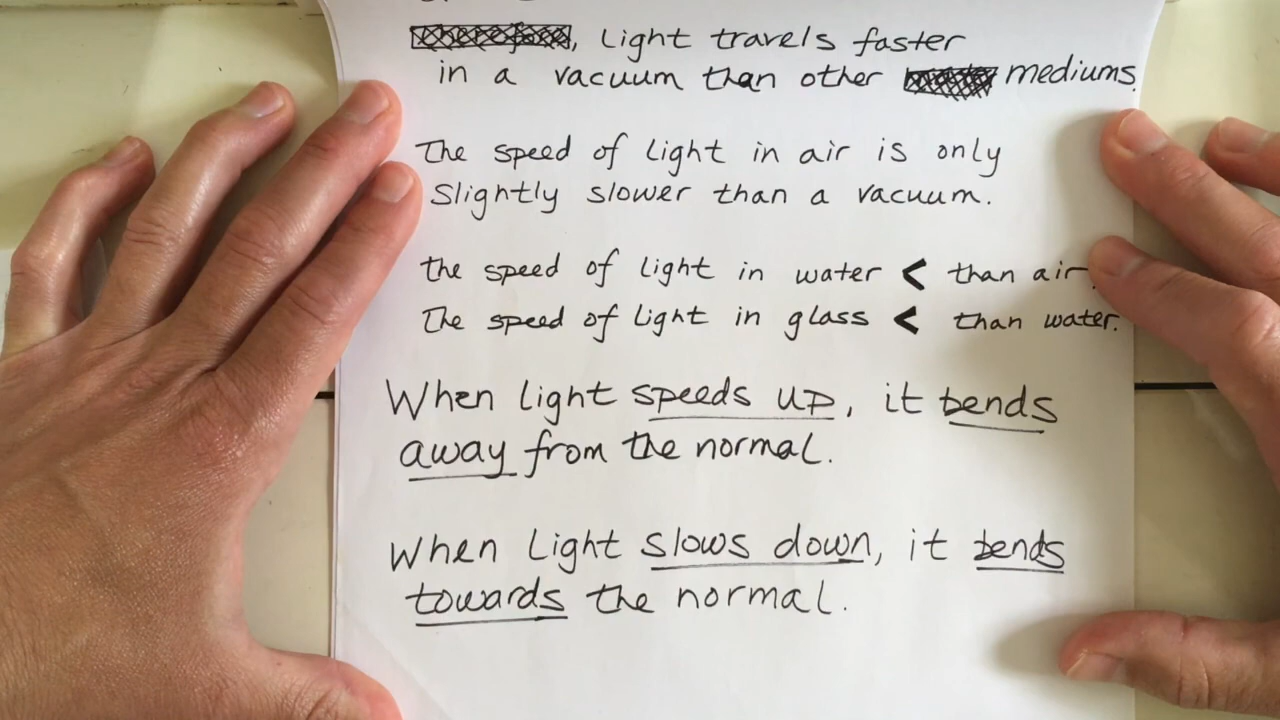 , Light travels faster
in a vacuum than other mediums.
The speed of light in air is only
Slightly slower than a vacuum.
the speed of light in water < than air.
The speed of light in glass < than water.
When light speeds up, it bends
away from the normal.
When light slows down, it bends
towards the normal.